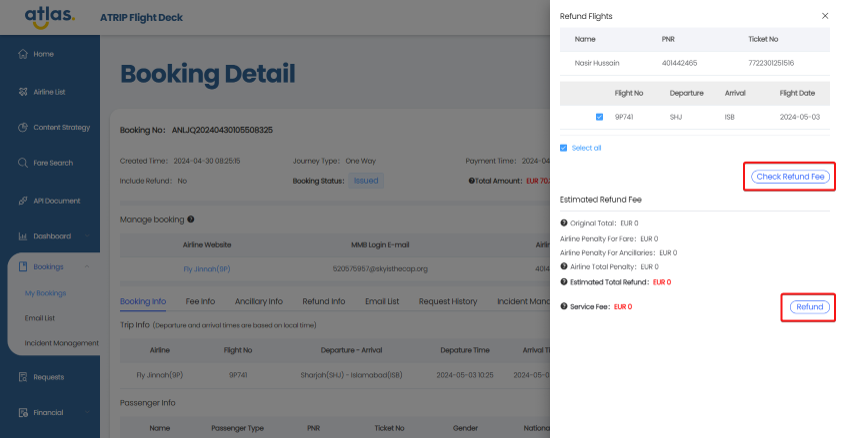 atlas.
ATRIP Flight Deck
Home
Airline List
Content Strategy
Fare Search
API Document
Dashboard
Bookings
My Bookings
Email List
Incident Management
Requests
Financial
Booking Detail
Booking No: ANLJQ20240430105508325
Created Time: 2024-04-30 08:25:15 Journey Type: One Way Payment Time: 2024-04
Include Refund: No Booking Status: Issued Total Amount: EUR 70.
Manage booking
Airline Website MMB Login E-mail Airlin
Fly Jinnah(9P) 520575957@skyisthecap.org 4014
Booking Info Fee Info Ancillary Info Refund Info Email List Request History Incident Mana
Trip Info (Departure and arrival times are based on local time)
Airline Flight No Departure - Arrival Depature Time Arrival Ti
Fly Jinnah(9P) 9P741 Sharjah(SHJ) - Islamabad(ISB) 2024-05-03 10:25 2024-05-0
Passenger Info
Name Passenger Type PNR Ticket No Gender Nationa
Refund Flights
Name PNR Ticket No
Nasir Hussain 401442465 7722301251516
Flight No Departure Arrival Flight Date
9P741 SHJ ISB 2024-05-03
Select all
Check Refund Fee
Estimated Refund Fee
Original Total: EUR 0
Airline Penalty For Fare: EUR 0
Airline Penalty For Ancillaries: EUR 0
Airline Total Penalty: EUR 0
Estimated Total Refund: EUR 0
Service Fee: EUR 0
Refund